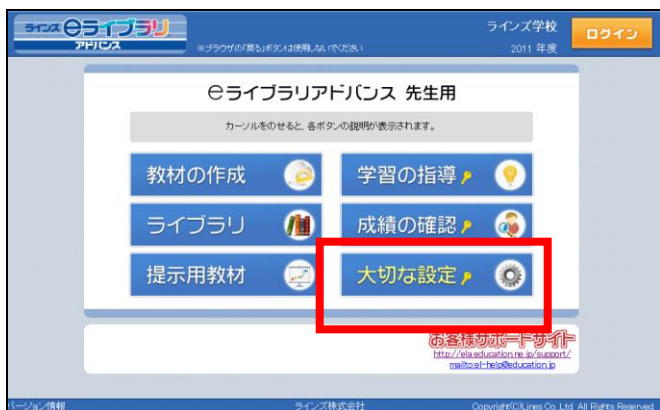 ラインズ eライブラリ
アドバンス
※ブラウザの「戻る」ボタンは使用しないでください
ラインズ学校
2011 年度
ログイン
eライブラリアドバンス 先生用
カーソルをのせると、各ボタンの説明が表示されます。
教材の作成
学習の指導
ライブラリ
成績の確認
提示用教材
大切な設定
お客様サポートサイト
http://ela.education.ne.jp/support/
mailto:el-help@education.jp
バージョン情報
ラインズ株式会社
Copyright(C)Lines Co.,Ltd. All Rights Reserved.